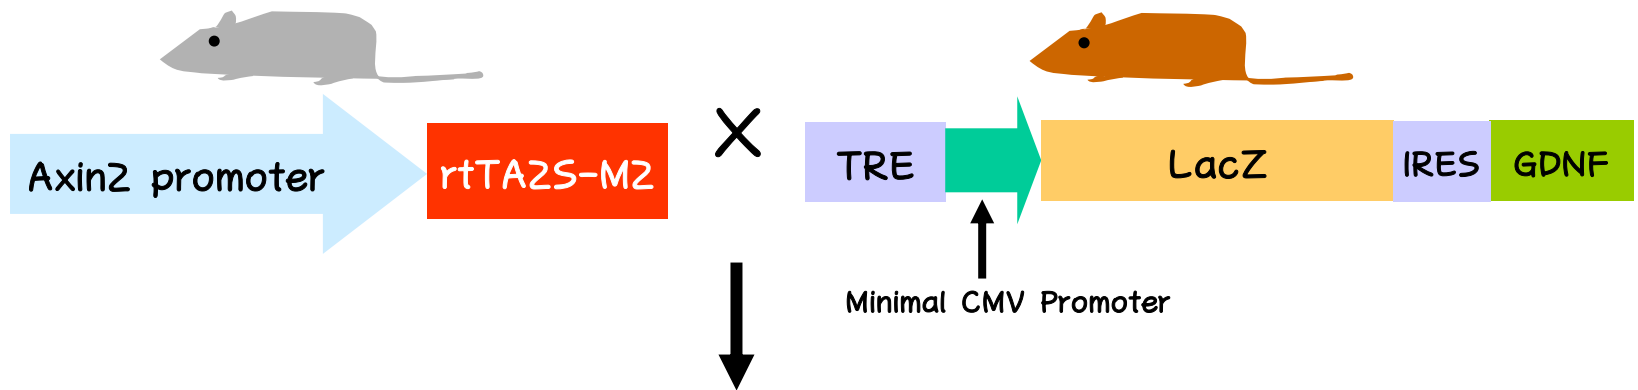 Axin2 promoter
rtTA2S-M2
TRE
LacZ
IRES
GDNF
Minimal CMV Promoter